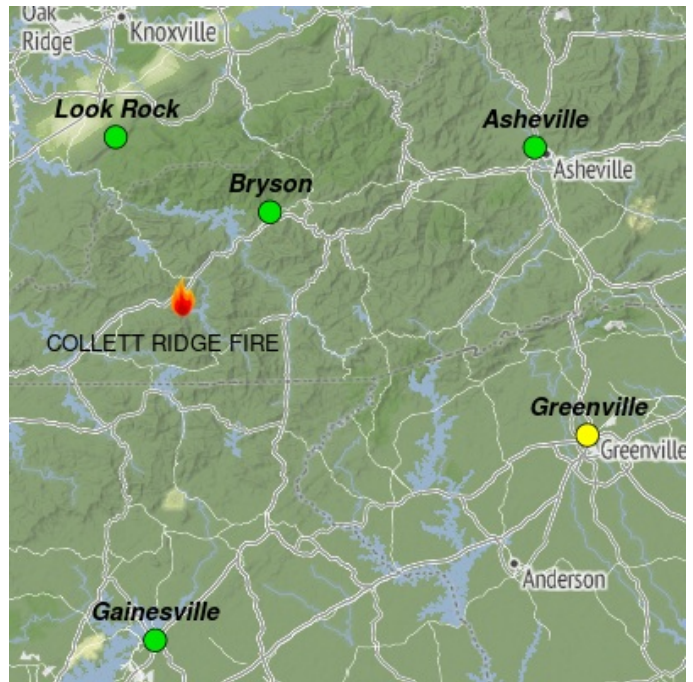 Oak
Ridge
Knoxville
Look Rock
Asheville
Asheville
Bryson
COLLETT RIDGE FIRE
Greenville
Greenville
Anderson
Gainesville